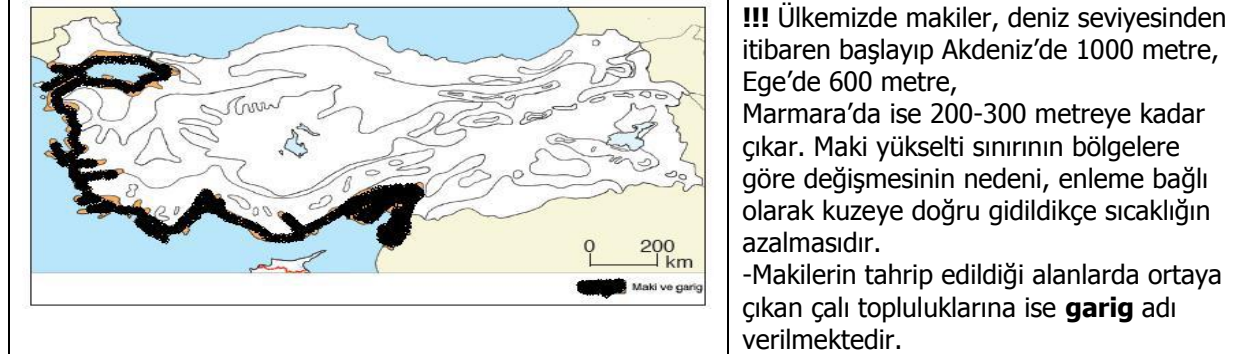 !!! Ülkemizde makiler, deniz seviyesinden
itibaren başlayıp Akdeniz’de 1000 metre,
Ege’de 600 metre,
Marmara’da ise 200-300 metreye kadar
çıkar. Maki yükselti sınırının bölgelere
göre değişmesinin nedeni, enleme bağlı
olarak kuzeye doğru gidildikçe sıcaklığın
azalmasıdır.
-Makilerin tahrip edildiği alanlarda ortaya
çıkan çalı topluluklarına ise garig adı
verilmektedir.
0 200
km
Maki ve garig